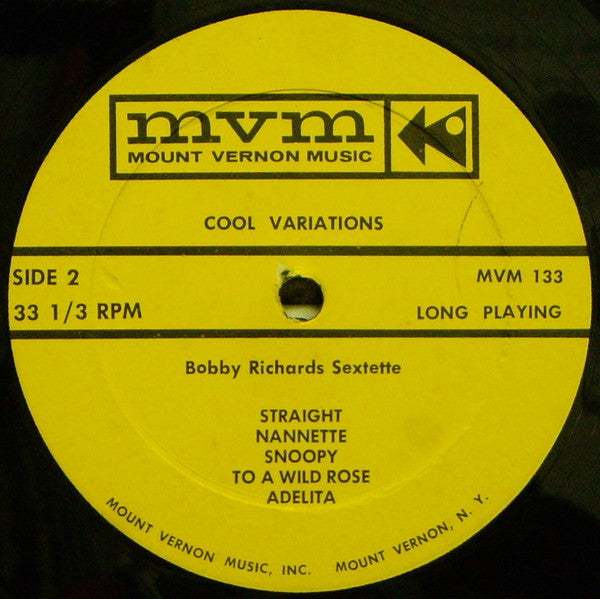 mvm
MOUNT VERNON MUSIC
COOL VARIATIONS
SIDE 2
MVM 133
33 1/3 RPM
LONG PLAYING
Bobby Richards Sextette
STRAIGHT
NANNETTE
SNOOPY
TO A WILD ROSE
ADELITA
MOUNT VERNON MUSIC, INC. MOUNT VERNON, N. Y.